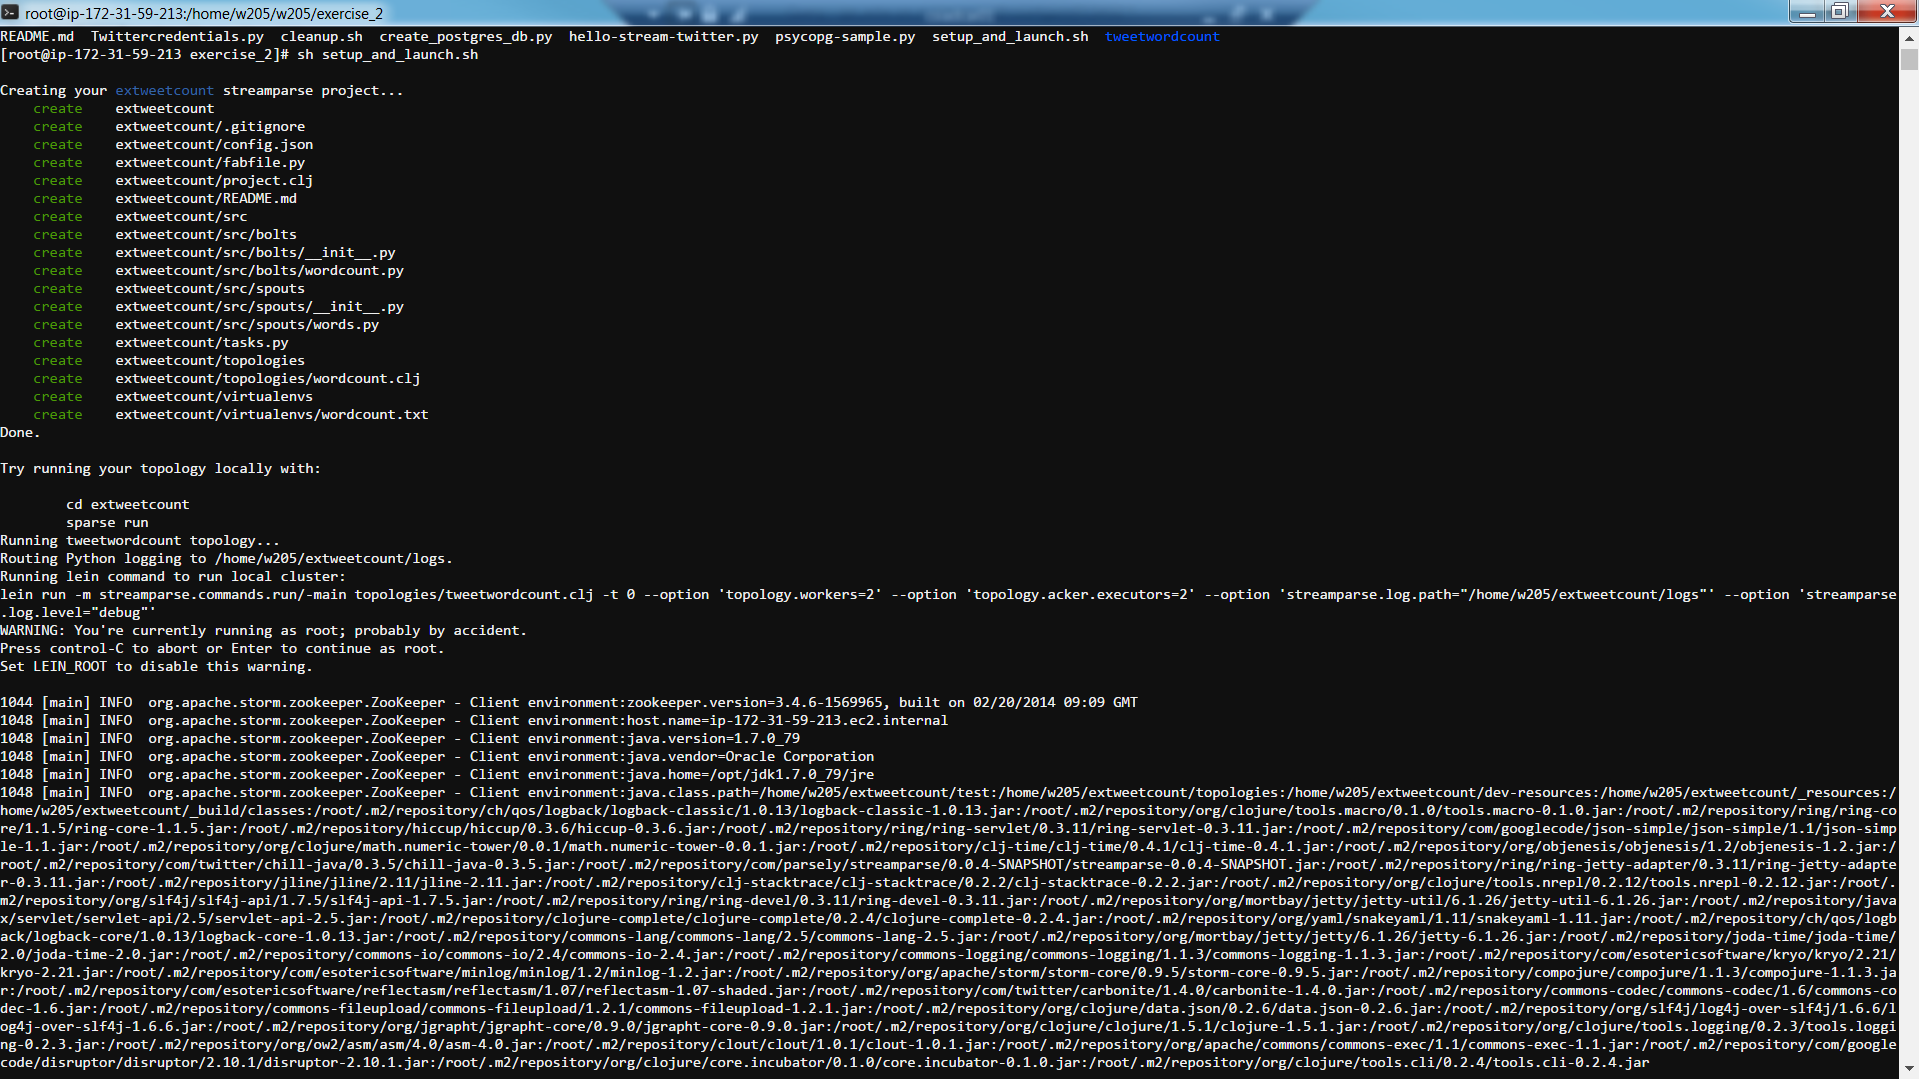 root@ip-172-31-59-213:/home/w205/w205/exercise_2
README.md  Twittercredentials.py  cleanup.sh  create_postgres_db.py  hello-stream-twitter.py  psycopg-sample.py  setup_and_launch.sh  tweetwordcount
[root@ip-172-31-59-213 exercise_2]# sh setup_and_launch.sh
Creating your extweetcount streamparse project...
create    extweetcount
create    extweetcount/.gitignore
create    extweetcount/config.json
create    extweetcount/fabfile.py
create    extweetcount/project.clj
create    extweetcount/README.md
create    extweetcount/src
create    extweetcount/src/bolts
create    extweetcount/src/bolts/__init__.py
create    extweetcount/src/bolts/wordcount.py
create    extweetcount/src/spouts
create    extweetcount/src/spouts/__init__.py
create    extweetcount/src/spouts/words.py
create    extweetcount/tasks.py
create    extweetcount/topologies
create    extweetcount/topologies/wordcount.clj
create    extweetcount/virtualenvs
create    extweetcount/virtualenvs/wordcount.txt
Done.
Try running your topology locally with:
cd extweetcount
sparse run
Running tweetwordcount topology...
Routing Python logging to /home/w205/extweetcount/logs.
Running lein command to run local cluster:
lein run -m streamparse.commands.run/-main topologies/tweetwordcount.clj -t 0 --option 'topology.workers=2' --option 'topology.acker.executors=2' --option 'streamparse.log.path="/home/w205/extweetcount/logs"' --option 'streamparse
.log.level="debug"'
WARNING: You're currently running as root; probably by accident.
Press control-C to abort or Enter to continue as root.
Set LEIN_ROOT to disable this warning.
1044 [main] INFO  org.apache.storm.zookeeper.ZooKeeper - Client environment:zookeeper.version=3.4.6-1569965, built on 02/20/2014 09:09 GMT
1048 [main] INFO  org.apache.storm.zookeeper.ZooKeeper - Client environment:host.name=ip-172-31-59-213.ec2.internal
1048 [main] INFO  org.apache.storm.zookeeper.ZooKeeper - Client environment:java.version=1.7.0_79
1048 [main] INFO  org.apache.storm.zookeeper.ZooKeeper - Client environment:java.vendor=Oracle Corporation
1048 [main] INFO  org.apache.storm.zookeeper.ZooKeeper - Client environment:java.home=/opt/jdk1.7.0_79/jre
1048 [main] INFO  org.apache.storm.zookeeper.ZooKeeper - Client environment:java.class.path=/home/w205/extweetcount/test:/home/w205/extweetcount/topologies:/home/w205/extweetcount/dev-resources:/home/w205/extweetcount/_resources:/
home/w205/extweetcount/_build/classes:/root/.m2/repository/ch/qos/logback/logback-classic/1.0.13/logback-classic-1.0.13.jar:/root/.m2/repository/org/clojure/tools.macro/0.1.0/tools.macro-0.1.0.jar:/root/.m2/repository/ring/ring-co
re/1.1.5/ring-core-1.1.5.jar:/root/.m2/repository/hiccup/hiccup/0.3.6/hiccup-0.3.6.jar:/root/.m2/repository/ring/ring-servlet/0.3.11/ring-servlet-0.3.11.jar:/root/.m2/repository/com/googlecode/json-simple/json-simple/1.1/json-simp
le-1.1.jar:/root/.m2/repository/org/clojure/math.numeric-tower/0.0.1/math.numeric-tower-0.0.1.jar:/root/.m2/repository/clj-time/clj-time/0.4.1/clj-time-0.4.1.jar:/root/.m2/repository/org/objenesis/objenesis/1.2/objenesis-1.2.jar:/
root/.m2/repository/com/twitter/chill-java/0.3.5/chill-java-0.3.5.jar:/root/.m2/repository/com/parsely/streamparse/0.0.4-SNAPSHOT/streamparse-0.0.4-SNAPSHOT.jar:/root/.m2/repository/ring/ring-jetty-adapter/0.3.11/ring-jetty-adapte
r-0.3.11.jar:/root/.m2/repository/jline/jline/2.11/jline-2.11.jar:/root/.m2/repository/clj-stacktrace/clj-stacktrace/0.2.2/clj-stacktrace-0.2.2.jar:/root/.m2/repository/org/clojure/tools.nrepl/0.2.12/tools.nrepl-0.2.12.jar:/root/.
m2/repository/org/slf4j/slf4j-api/1.7.5/slf4j-api-1.7.5.jar:/root/.m2/repository/ring/ring-devel/0.3.11/ring-devel-0.3.11.jar:/root/.m2/repository/org/mortbay/jetty/jetty-util/6.1.26/jetty-util-6.1.26.jar:/root/.m2/repository/java
x/servlet/servlet-api/2.5/servlet-api-2.5.jar:/root/.m2/repository/clojure-complete/clojure-complete/0.2.4/clojure-complete-0.2.4.jar:/root/.m2/repository/org/yaml/snakeyaml/1.11/snakeyaml-1.11.jar:/root/.m2/repository/ch/qos/logb
ack/logback-core/1.0.13/logback-core-1.0.13.jar:/root/.m2/repository/commons-lang/commons-lang/2.5/commons-lang-2.5.jar:/root/.m2/repository/org/mortbay/jetty/jetty/6.1.26/jetty-6.1.26.jar:/root/.m2/repository/joda-time/joda-time/
2.0/joda-time-2.0.jar:/root/.m2/repository/commons-io/commons-io/2.4/commons-io-2.4.jar:/root/.m2/repository/commons-logging/commons-logging/1.1.3/commons-logging-1.1.3.jar:/root/.m2/repository/com/esotericsoftware/kryo/kryo/2.21/
kryo-2.21.jar:/root/.m2/repository/com/esotericsoftware/minlog/minlog/1.2/minlog-1.2.jar:/root/.m2/repository/org/apache/storm/storm-core/0.9.5/storm-core-0.9.5.jar:/root/.m2/repository/compojure/compojure/1.1.3/compojure-1.1.3.ja
r:/root/.m2/repository/com/esotericsoftware/reflectasm/reflectasm/1.07/reflectasm-1.07-shaded.jar:/root/.m2/repository/com/twitter/carbonite/1.4.0/carbonite-1.4.0.jar:/root/.m2/repository/commons-codec/commons-codec/1.6/commons-co
dec-1.6.jar:/root/.m2/repository/commons-fileupload/commons-fileupload/1.2.1/commons-fileupload-1.2.1.jar:/root/.m2/repository/org/clojure/data.json/0.2.6/data.json-0.2.6.jar:/root/.m2/repository/org/slf4j/log4j-over-slf4j/1.6.6/l
og4j-over-slf4j-1.6.6.jar:/root/.m2/repository/org/jgrapht/jgrapht-core/0.9.0/jgrapht-core-0.9.0.jar:/root/.m2/repository/org/clojure/clojure/1.5.1/clojure-1.5.1.jar:/root/.m2/repository/org/clojure/tools.logging/0.2.3/tools.loggi
ng-0.2.3.jar:/root/.m2/repository/org/ow2/asm/asm/4.0/asm-4.0.jar:/root/.m2/repository/clout/clout/1.0.1/clout-1.0.1.jar:/root/.m2/repository/org/apache/commons/commons-exec/1.1/commons-exec-1.1.jar:/root/.m2/repository/com/google
code/disruptor/disruptor/2.10.1/disruptor-2.10.1.jar:/root/.m2/repository/org/clojure/core.incubator/0.1.0/core.incubator-0.1.0.jar:/root/.m2/repository/org/clojure/tools.cli/0.2.4/tools.cli-0.2.4.jar